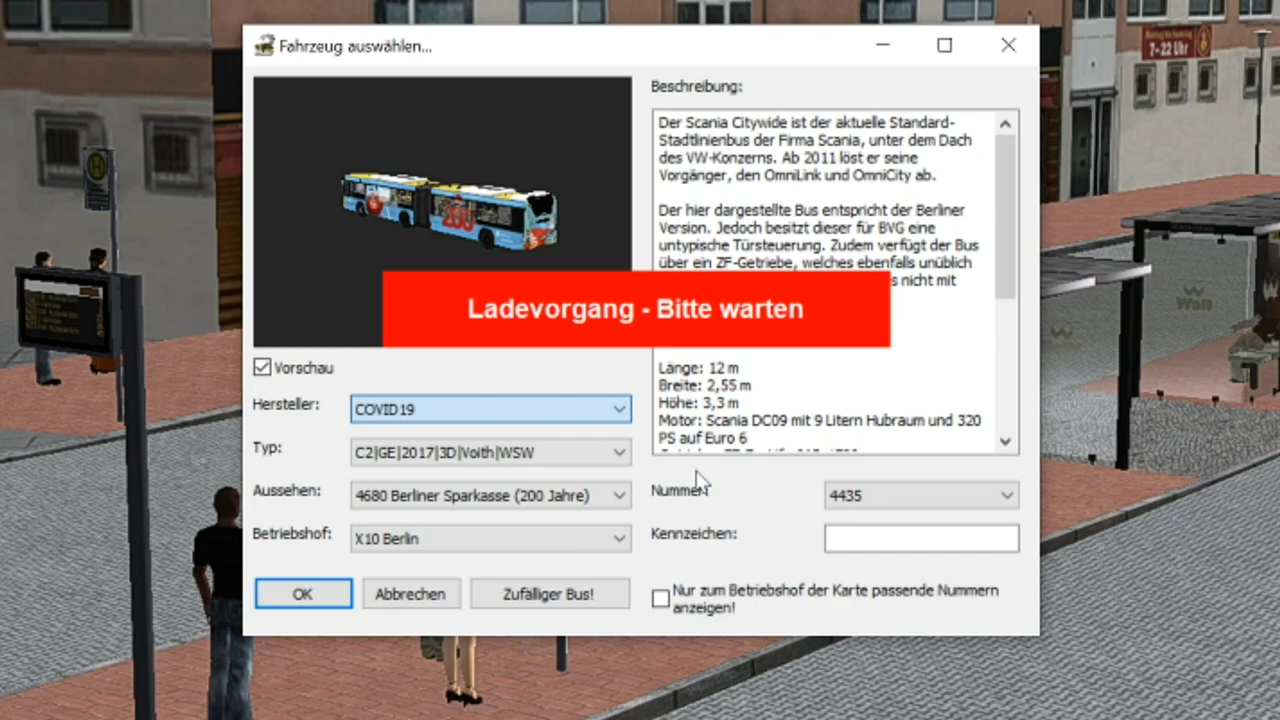 Fahrzeug auswählen...
Beschreibung:
Der Scania Citywide ist der aktuelle Standard-
Stadtlinienbus der Firma Scania, unter dem Dach
des VW-Konzerns. Ab 2011 löst er seine
Vorgänger, den OmniLink und OmniCity ab.
Der hier dargestellte Bus entspricht der Berliner
Version. Jedoch besitzt dieser für BVG eine
untypische Türsteuerung. Zudem verfügt der Bus
über ein ZF-Getriebe, welches ebenfalls unüblich
s nicht mit
Ladevorgang - Bitte warten
Länge: 12 m
Breite: 2,55 m
Höhe: 3,3 m
Motor: Scania DC09 mit 9 Litern Hubraum und 320
PS auf Euro 6
Vorschau
Hersteller:
COVID19
Typ:
C2|GE|2017|3D|Voith|WSW
Aussehen:
4680 Berliner Sparkasse (200 Jahre)
Nummer:
4435
Betriebshof:
X10 Berlin
Kennzeichen:
OK
Abbrechen
Zufälliger Bus!
Nur zum Betriebshof der Karte passende Nummern
anzeigen!
7-22 Uhr
200
H
Wall